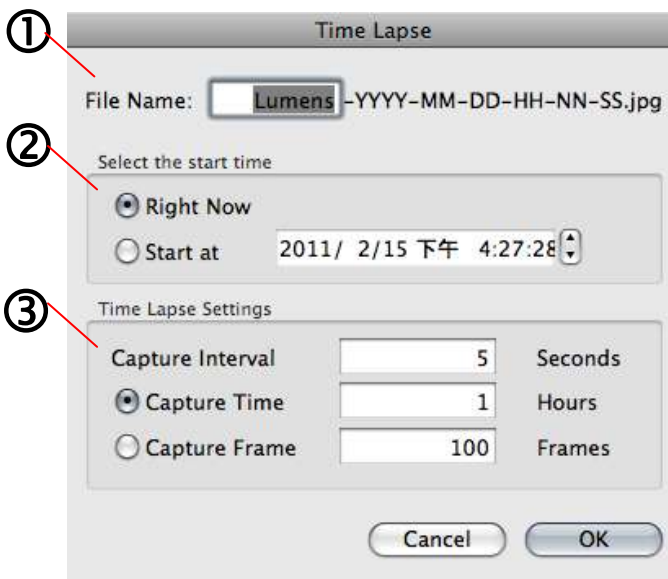 ①
Time Lapse
File Name: Lumens -YYYY-MM-DD-HH-NN-SS.jpg
②
Select the start time
Right Now
Start at 2011/ 2/15 下午 4:27:28
③
Time Lapse Settings
Capture Interval 5 Seconds
Capture Time 1 Hours
Capture Frame 100 Frames
Cancel OK